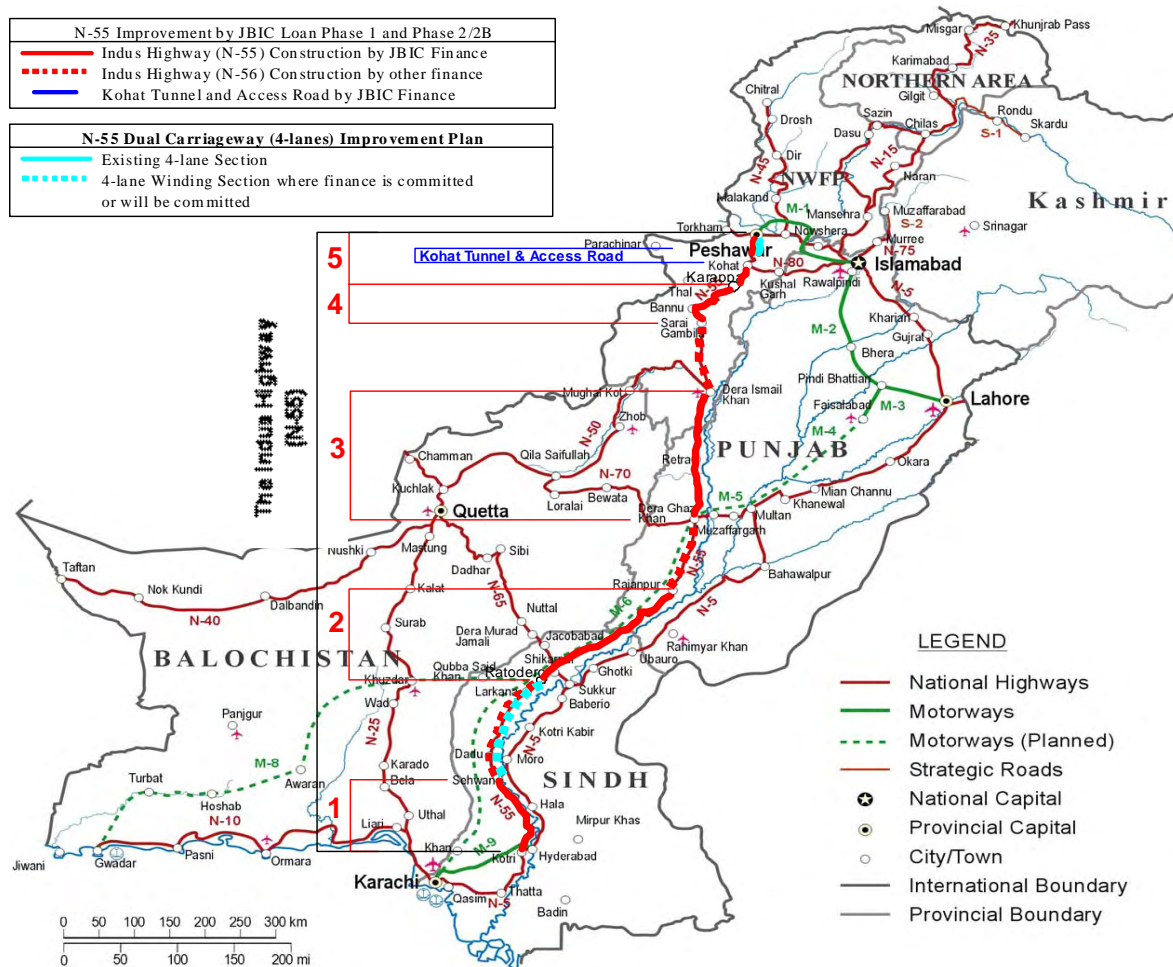 N-55 Improvement by JBIC Loan Phase 1 and Phase 2/2B
Indus Highway (N-55) Construction by JBIC Finance
Indus Highway (N-56) Construction by other finance
Kohat Tunnel and Access Road by JBIC Finance
N-55 Dual Carriageway (4-lanes) Improvement Plan
Existing 4-lane Section
4-lane Winding Section where finance is committed
or will be committed
The Indus Highway
(N-55)
5
4
3
2
1
Kohat Tunnel & Access Road
Misgar
Khunjrab Pass
N-35
Karimabad
NORTHERN AREA
Gilgit
Chitral
Drosh
Sazin
Dasu
Chilas
Rondu
S-1
Skardu
Dir
N-45
N-15
NWFP
Naran
Kashmir
Malakand
M-1
Mansehra
Muzaffarabad
S-2
Srinagar
Torkham
Nowshera
Murree
N-75
Parachinar
Peshawar
Kohat
N-80
Islamabad
Karappa
Kushal
Garh
Rawalpindi
N-5
Thal
N-55
Bannu
Sarai
Gambila
Kharian
M-2
Gujrat
Bhera
Pindi Bhattian
Mughal Kot
Dera Ismail
Khan
Lahore
M-3
Faisalabad
M-4
Zhob
N-50
PUNJAB
Chamman
Qila Saifullah
Retra
Okara
N-70
Kuchlak
Loralai
Bewata
M-5
Mian Channu
Khanewal
Quetta
Dera Ghazi
Khan
Muzaffargarh
Multan
Mastung
Nushki
Sibi
Dadhar
N-55
Taftan
Bahawalpur
Nok Kundi
Dalbandin
N-40
Kalat
N-65
Rajanpur
M-6
N-5
Nuttal
Surab
Dera Murad
Jamali
Jacobabad
Rahimyar Khan
BALOCHISTAN
Shikarpur
Ubauro
Qubba Said
Khan
Ratodero
Ghotki
Khuzdar
Larkana
Sukkur
Baberio
Wad
Panjgur
N-25
Kotri Kabir
N-5
Dadu
Moro
SINDH
M-8
Karado
Bela
Sehwan
Turbat
Awaran
Hoshab
N-10
N-55
Hala
Uthal
Liari
Mirpur Khas
Khan
M-9
Kotri
Hyderabad
Jiwani
Gwadar
Pasni
Ormara
Karachi
Qasim
Thatta
N-5
Badin
0 50 100 150 200 250 300 km
0 50 100 150 200 mi
LEGEND
National Highways
Motorways
Motorways (Planned)
Strategic Roads
National Capital
Provincial Capital
City/Town
International Boundary
Provincial Boundary